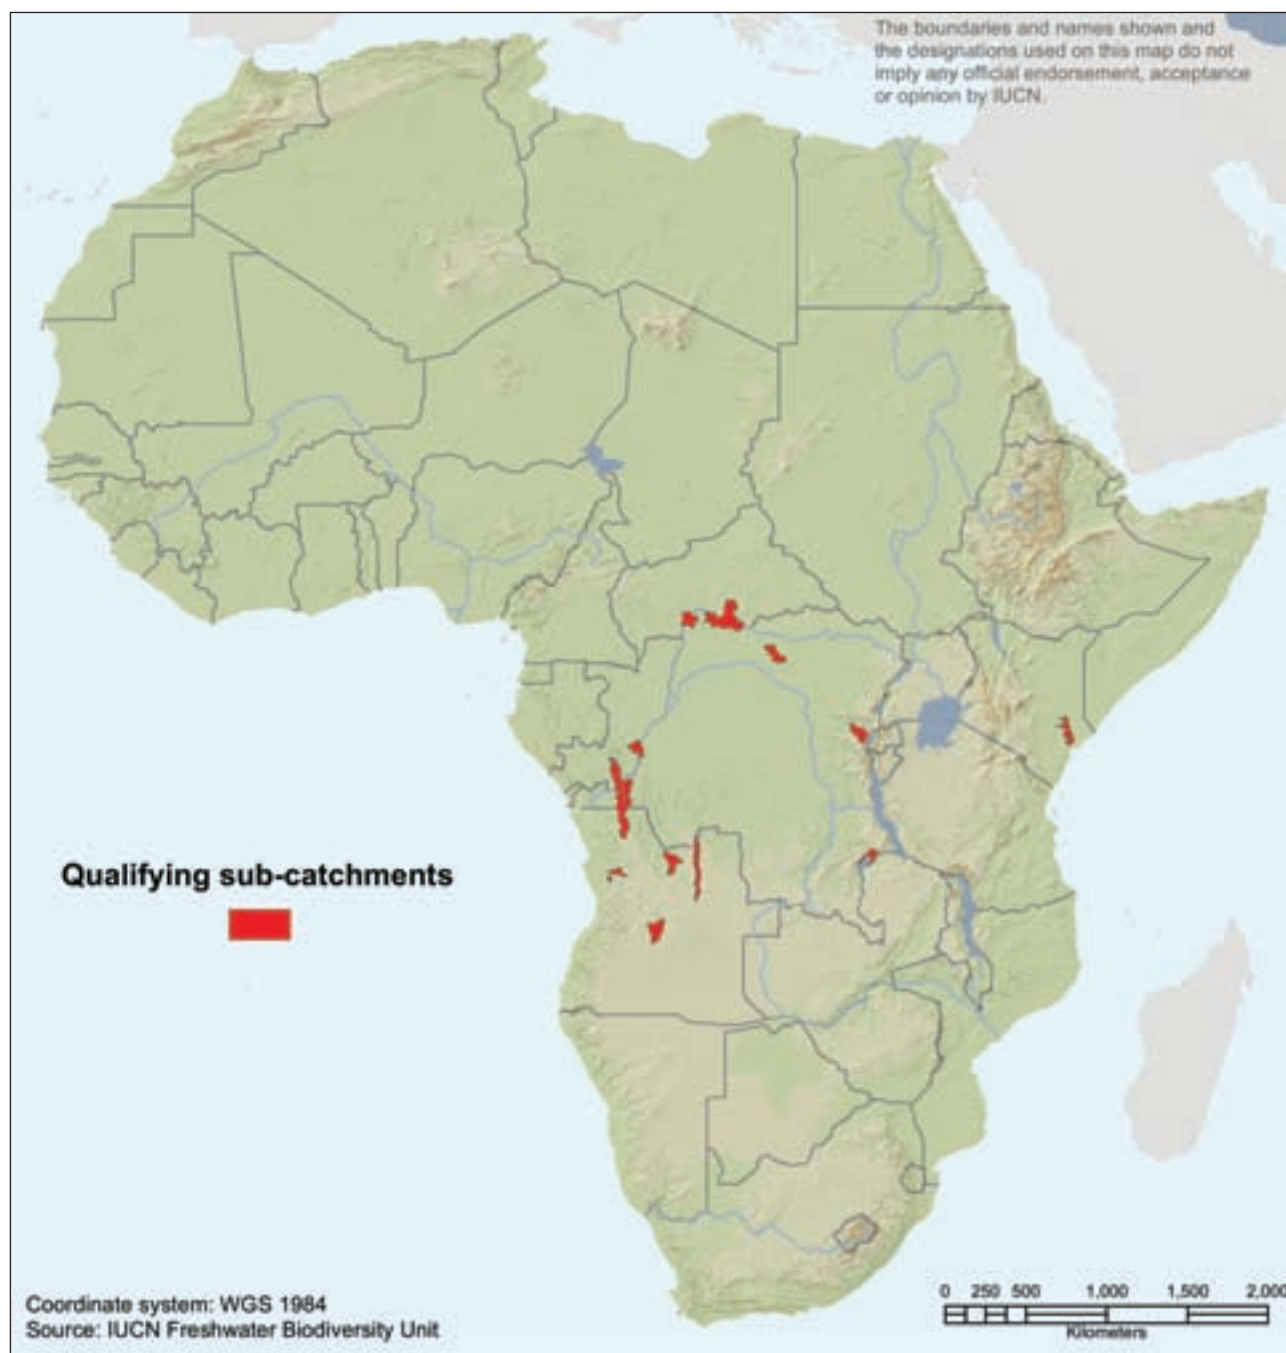 The boundaries and names shown and
the designations used on this map do not
imply any official endorsement, acceptance
or opinion by IUCN.
Qualifying sub-catchments
Coordinate system: WGS 1984
Source: IUCN Freshwater Biodiversity Unit
0 250 500 1,000 1,500 2,000
Kilometers